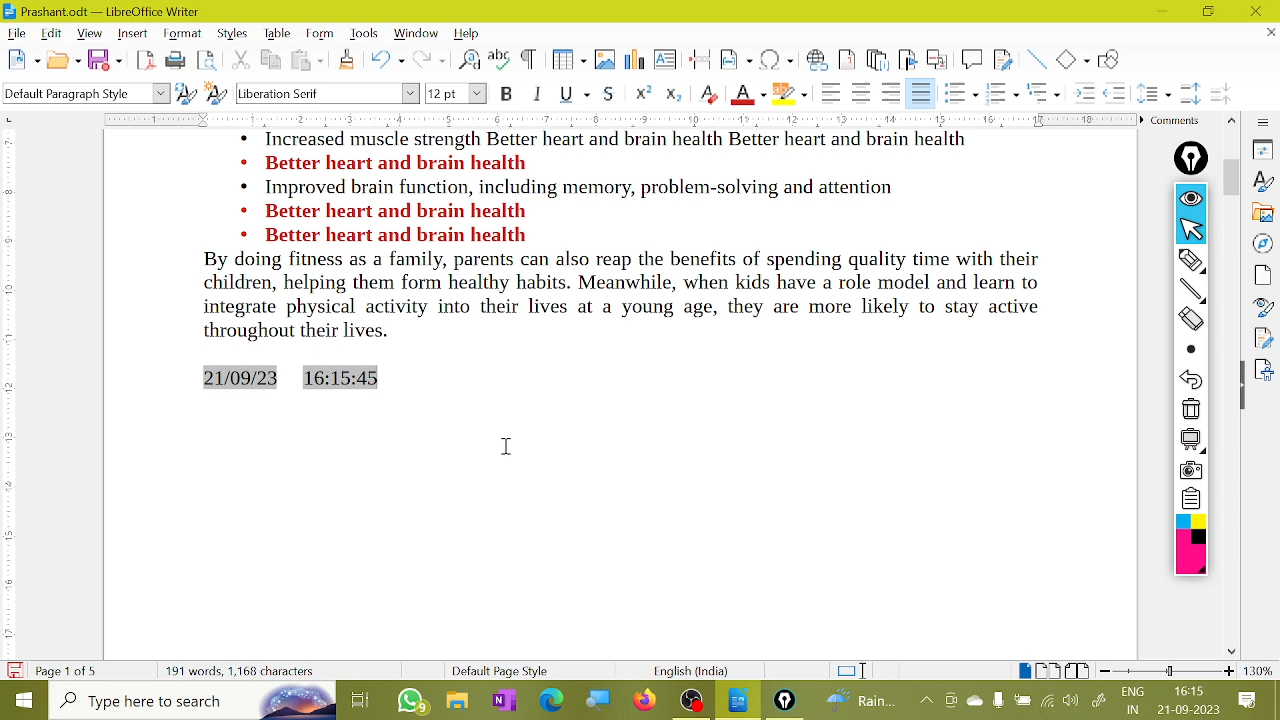 Prashant.odt — LibreOffice Writer
File Edit View Insert Format Styles Table Form Tools Window Help
Default Paragraph Style Liberation Serif 12 pt
Comments
• Increased muscle strength Better heart and brain health Better heart and brain health
• Better heart and brain health
• Improved brain function, including memory, problem-solving and attention
• Better heart and brain health
• Better heart and brain health
By doing fitness as a family, parents can also reap the benefits of spending quality time with their
children, helping them form healthy habits. Meanwhile, when kids have a role model and learn to
integrate physical activity into their lives at a young age, they are more likely to stay active
throughout their lives.
21/09/23 16:15:45
Page 1 of 5 191 words, 1,168 characters Default Page Style English (India) 130%
Type here to search 9 Rain... ENG 16:15
IN 21-09-2023